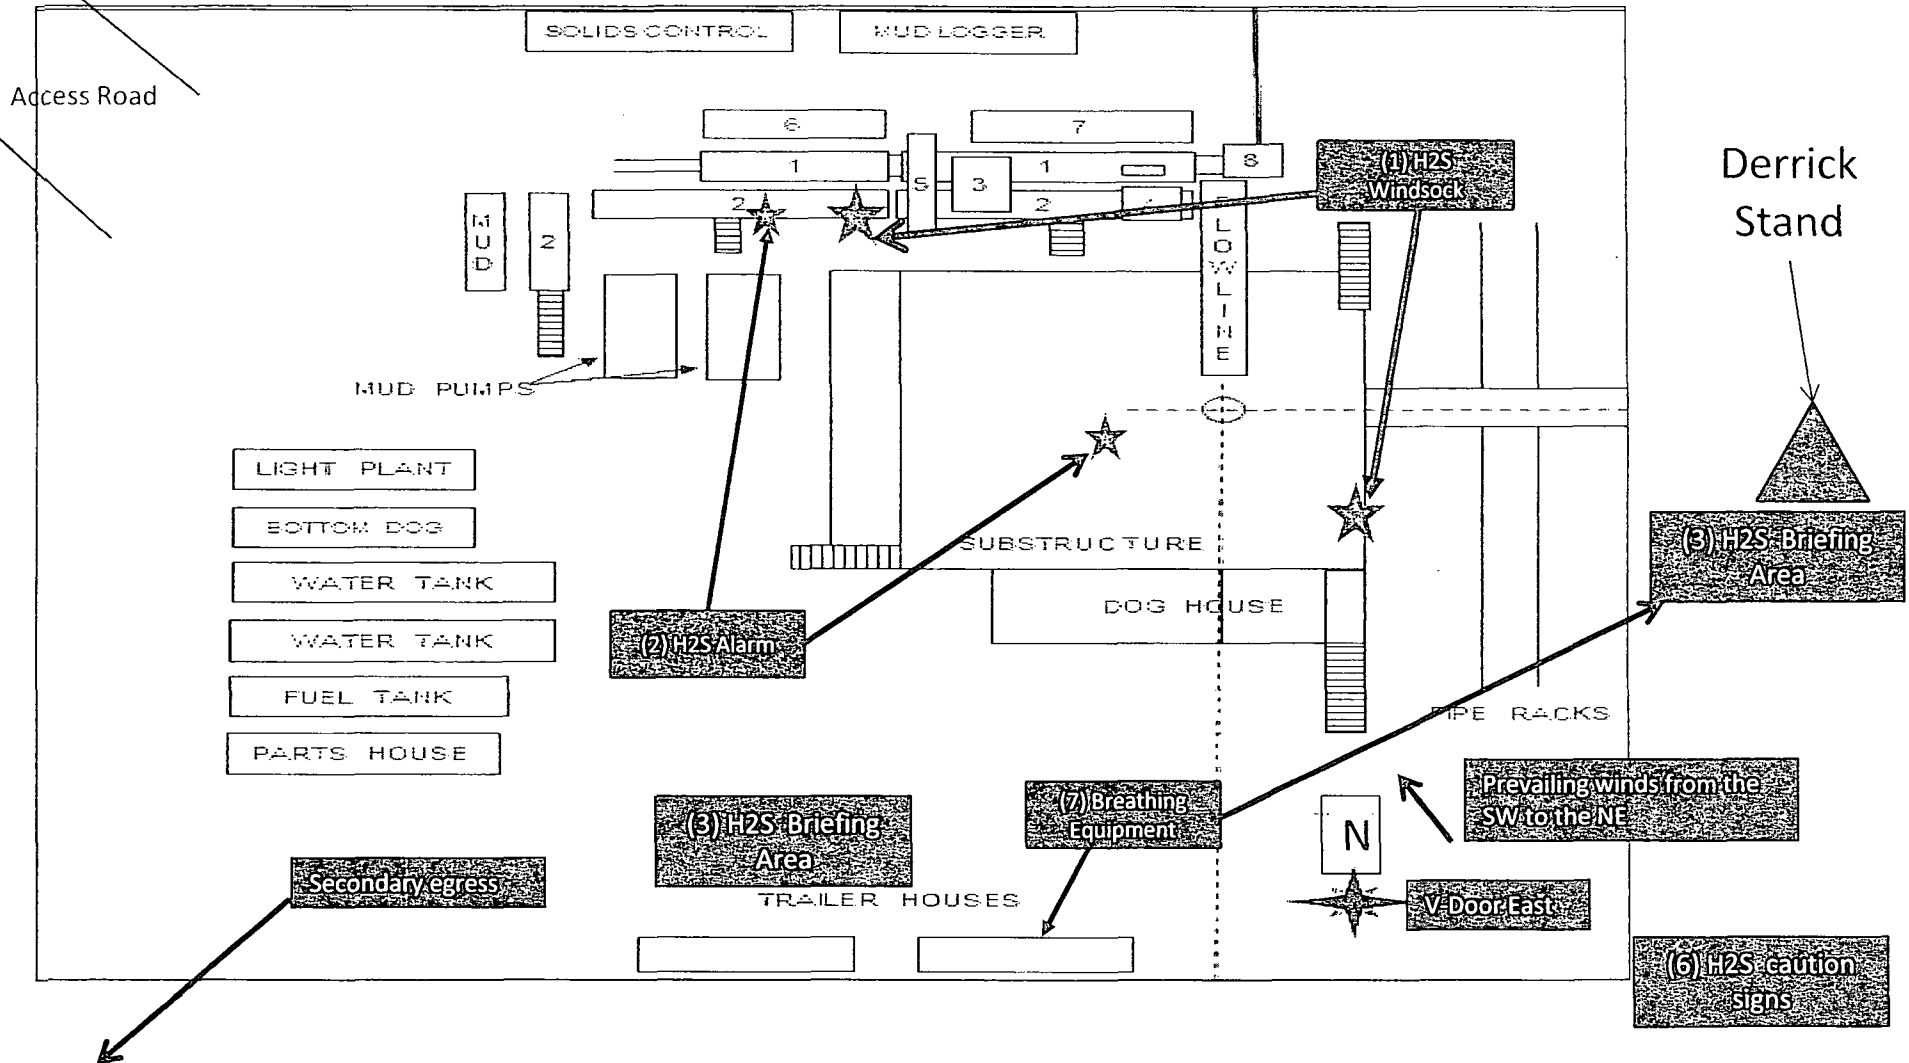 SOLIDS CONTROL
MUD LOGGER
Access Road
6
7
1
1
8
5
3
2
2
(1) H2S
Windsock
Derrick
Stand
MUD
2
FLOWLINE
MUD PUMPS
LIGHT PLANT
BOTTOM DOG
WATER TANK
WATER TANK
FUEL TANK
PARTS HOUSE
SUBSTRUCTURE
DOG HOUSE
(2) H2S Alarm
(3) H2S Briefing
Area
PIPE RACKS
Prevailing winds from the
SW to the NE
(7) Breathing
Equipment
(3) H2S Briefing
Area
N
Secondary egress
TRAILER HOUSES
V-Door East
(6) H2S caution
signs